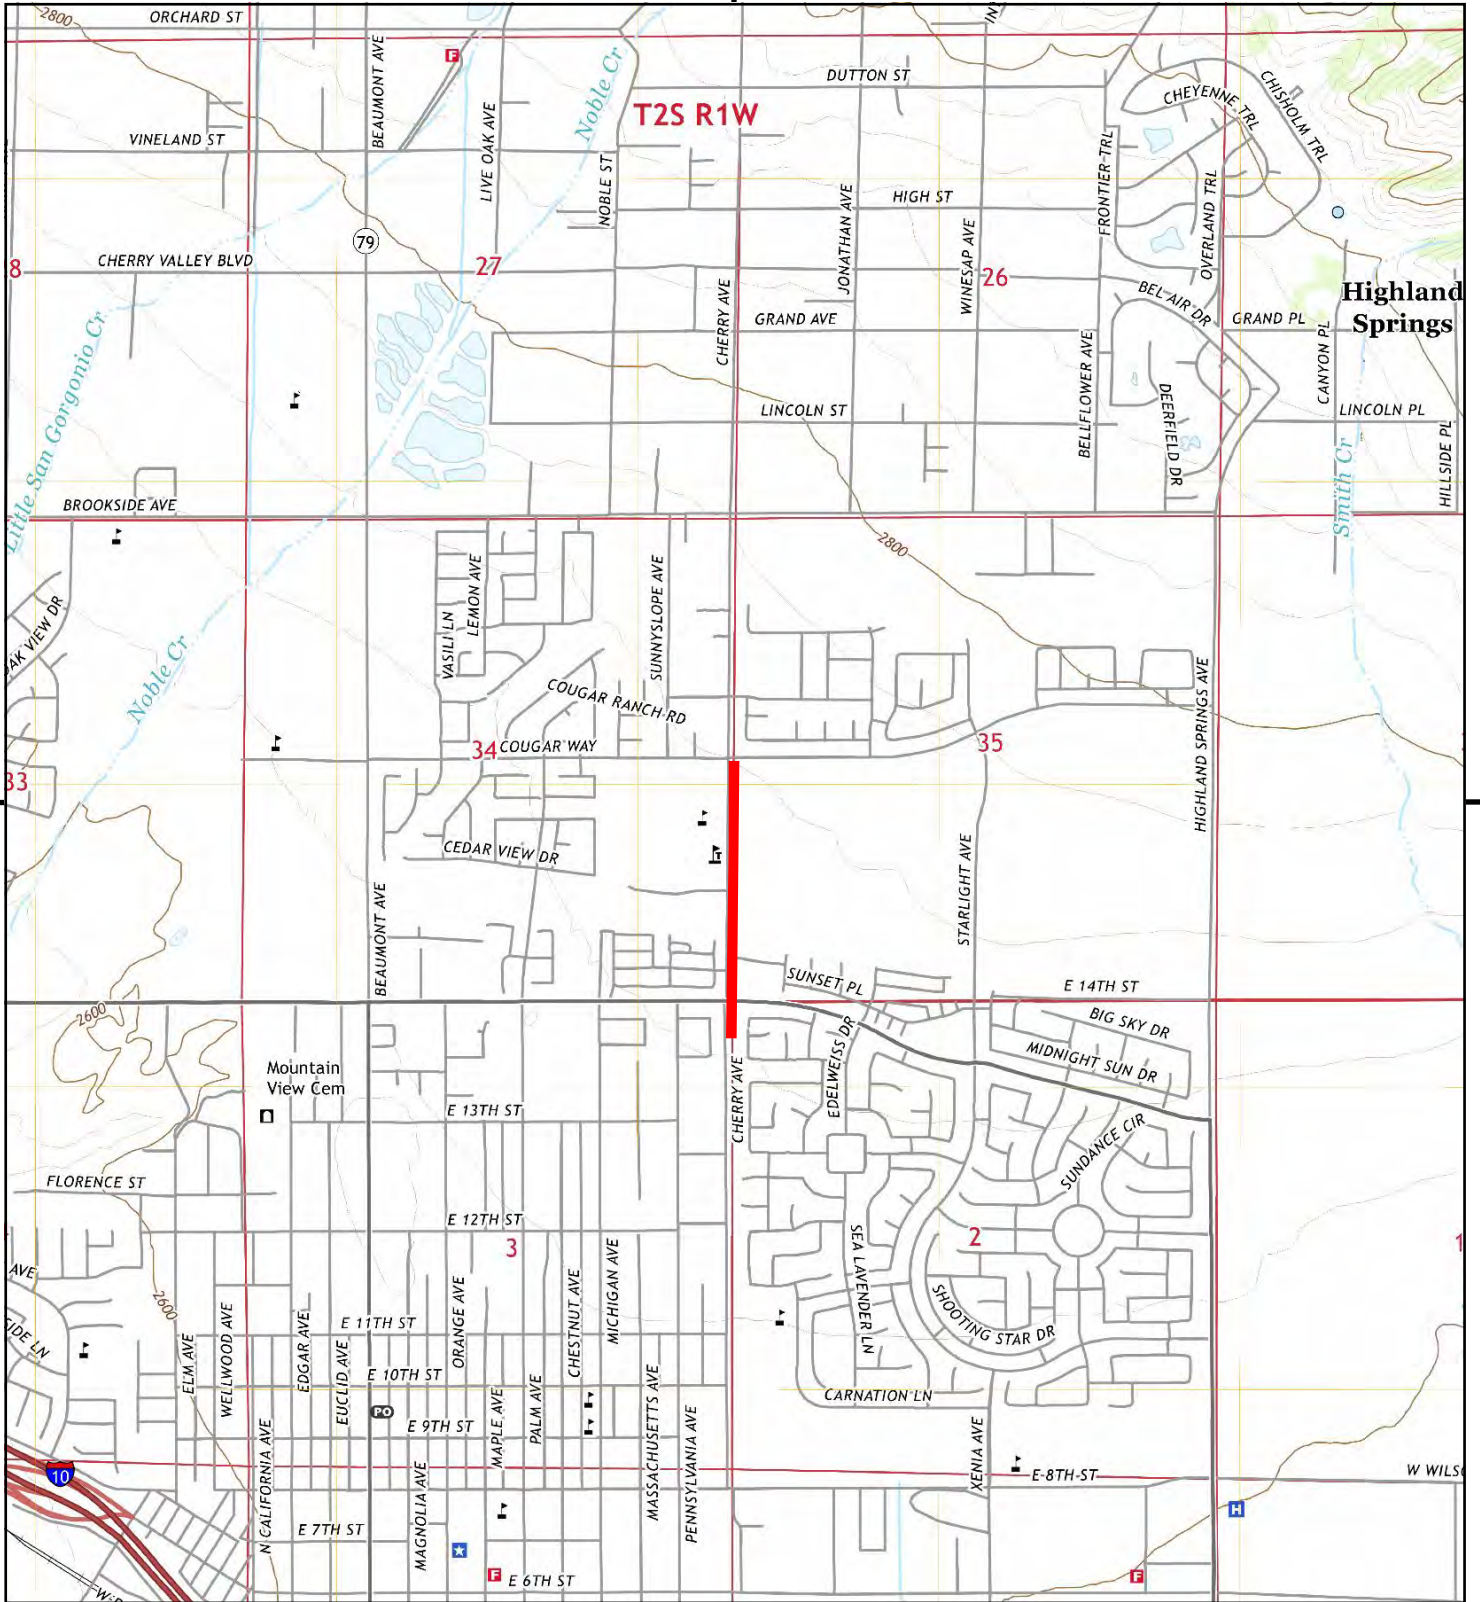 2800
ORCHARD ST
BEAUMONT AVE
F
LIVE OAK AVE
Noble Cr
T2S R1W
DUTTON ST
CHEYENNE TRL
CHISHOLM TRL
VINELAND ST
NOBLE ST
HIGH ST
JONATHAN AVE
WINESAP AVE
FRONTIER TRL
OVERLAND TRL
79
CHERRY VALLEY BLVD
8
27
26
CHERRY AVE
GRAND AVE
BEL AIR DR
GRAND PL
Highland
Springs
CANYON PL
Little San Gorgonio Cr
BELLFLOWER AVE
DEERFIELD DR
LINCOLN ST
LINCOLN PL
HILLSIDE PL
Smith Cr
BROOKSIDE AVE
2800
LEMON AVE
VASILI LN
SUNNYSLOPE AVE
OAK VIEW DR
Noble Cr
COUGAR RANCH RD
HIGHLAND SPRINGS AVE
34
COUGAR WAY
35
33
CEDAR VIEW DR
BEAUMONT AVE
STARLIGHT AVE
SUNSET PL
E 14TH ST
2600
BIG SKY DR
EDELWEISS DR
MIDNIGHT SUN DR
Mountain
View Cem
CHERRY AVE
E 13TH ST
SUNDANCE CIR
FLORENCE ST
E 12TH ST
3
2
1
AVE
SEA LAVENDER LN
2600
MICHIGAN AVE
CHESTNUT AVE
ORANGE AVE
SHOOTING STAR DR
SIDE LN
E 11TH ST
ELM AVE
WELLWOOD AVE
EDGAR AVE
EUCLID AVE
E 10TH ST
CARNATION LN
PO
E 9TH ST
MAPLE AVE
PALM AVE
MASSACHUSETTS AVE
PENNSYLVANIA AVE
XENIA AVE
10
N CALIFORNIA AVE
MAGNOLIA AVE
E 8TH ST
W WILS
H
E 7TH ST
F
E 6TH ST
F